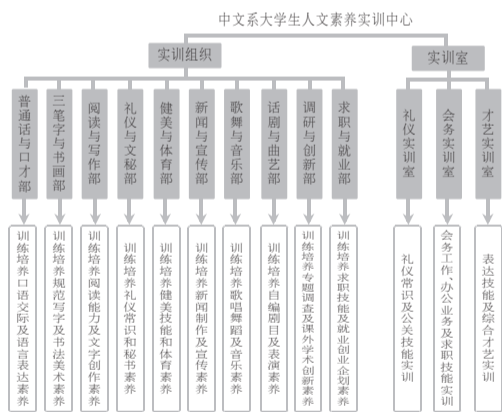 中文系大学生人文素养实训中心
实训组织
实训室
普通话与口才部
三笔字与书画部
阅读与写作部
礼仪与文秘部
健美与体育部
新闻与宣传部
歌舞与音乐部
话剧与曲艺部
调研与创新部
求职与就业部
礼仪实训室
会务实训室
才艺实训室
训练培养口语交际及语言表达素养
训练培养规范写字及书法美术素养
训练培养阅读能力及文字创作素养
训练培养礼仪常识和秘书素养
训练培养健美技能和体育素养
训练培养新闻制作及宣传素养
训练培养歌唱舞蹈及音乐素养
训练培养自编剧目及表演素养
训练培养专题调查及课外学术创新素养
训练培养求职技能及就业创业企划素养
礼仪常识及公关技能实训
会务工作、办公业务及求职技能实训
表达技能及综合才艺实训